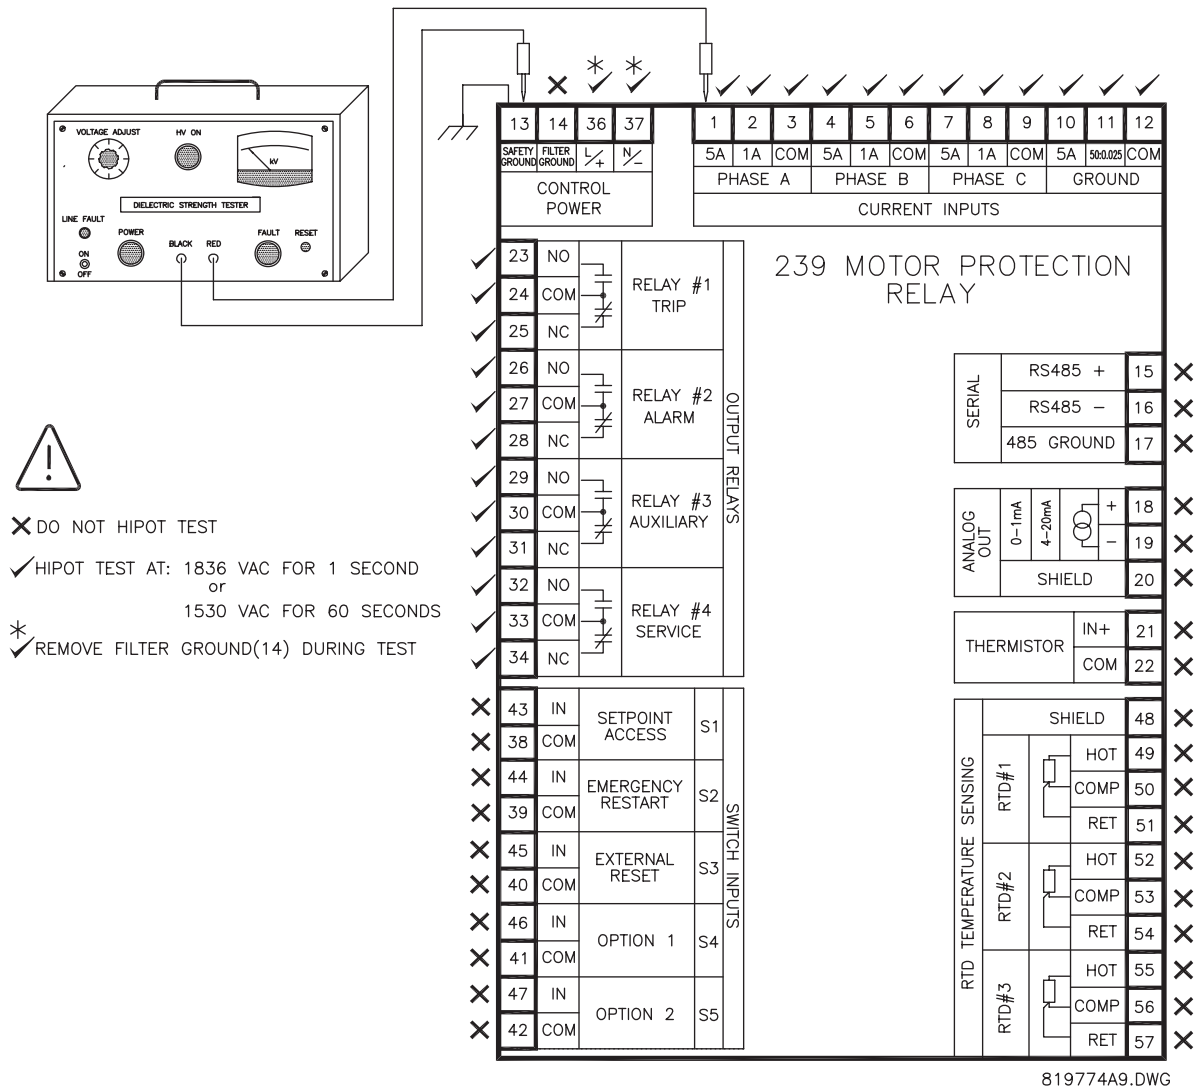 VOLTAGE ADJUST
HV ON
kV
DIELECTRIC STRENGTH TESTER
LINE FAULT
POWER
BLACK
RED
FAULT
RESET
ON
OFF
DO NOT HIPOT TEST
HIPOT TEST AT: 1836 VAC FOR 1 SECOND
or
1530 VAC FOR 60 SECONDS
REMOVE FILTER GROUND(14) DURING TEST
13 14 36 37
SAFETY GROUND
FILTER GROUND
L/+
N/−
CONTROL
POWER
1 2 3 4 5 6 7 8 9 10 11 12
5A 1A COM 5A 1A COM 5A 1A COM 5A 50:0.025 COM
PHASE A PHASE B PHASE C GROUND
CURRENT INPUTS
239 MOTOR PROTECTION
RELAY
23 NO
24 COM
25 NC
RELAY #1
TRIP
26 NO
27 COM
28 NC
RELAY #2
ALARM
29 NO
30 COM
31 NC
RELAY #3
AUXILIARY
32 NO
33 COM
34 NC
RELAY #4
SERVICE
OUTPUT RELAYS
43 IN
38 COM
SETPOINT
ACCESS
S1
44 IN
39 COM
EMERGENCY
RESTART
S2
45 IN
40 COM
EXTERNAL
RESET
S3
46 IN
41 COM
OPTION 1
S4
47 IN
42 COM
OPTION 2
S5
SWITCH INPUTS
SERIAL
RS485 + 15
RS485 − 16
485 GROUND 17
ANALOG
OUT
0−1mA
4−20mA
+ 18
− 19
SHIELD 20
THERMISTOR
IN+ 21
COM 22
RTD TEMPERATURE SENSING
SHIELD 48
RTD#1
HOT 49
COMP 50
RET 51
RTD#2
HOT 52
COMP 53
RET 54
RTD#3
HOT 55
COMP 56
RET 57
819774A9.DWG